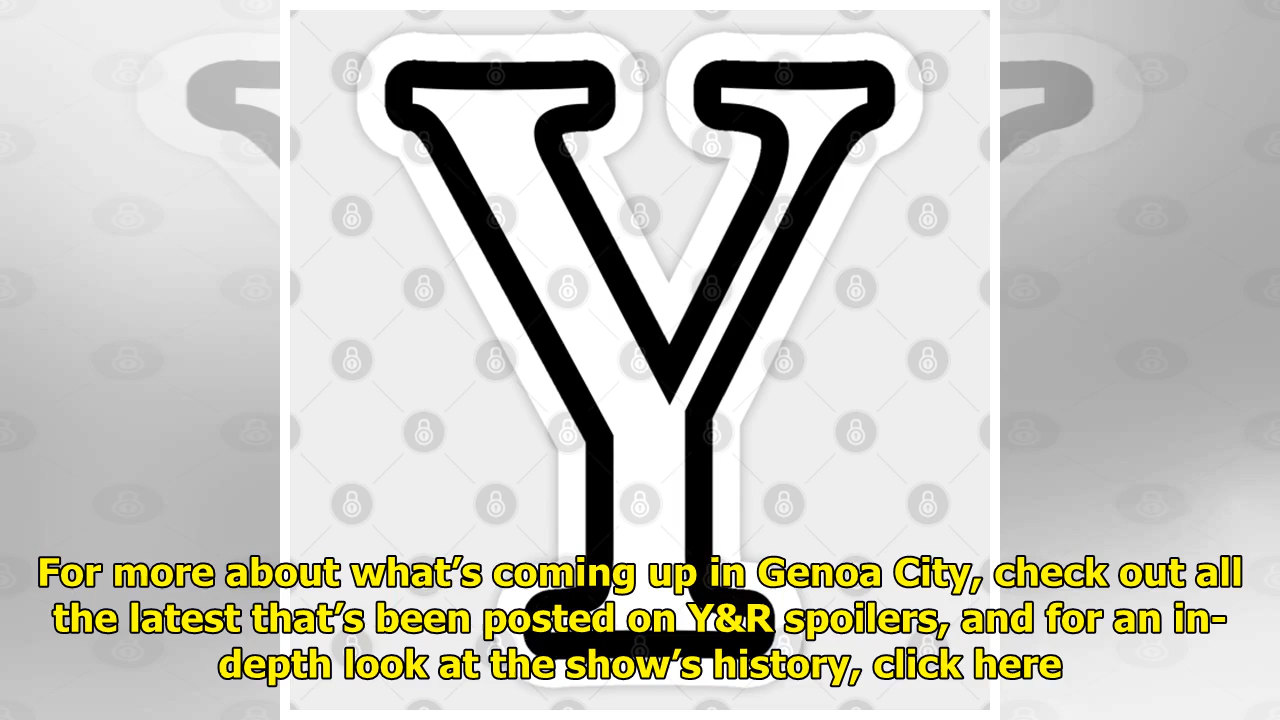 Y
For more about what’s coming up in Genoa City, check out all
the latest that’s been posted on Y&R spoilers, and for an in-
depth look at the show’s history, click here